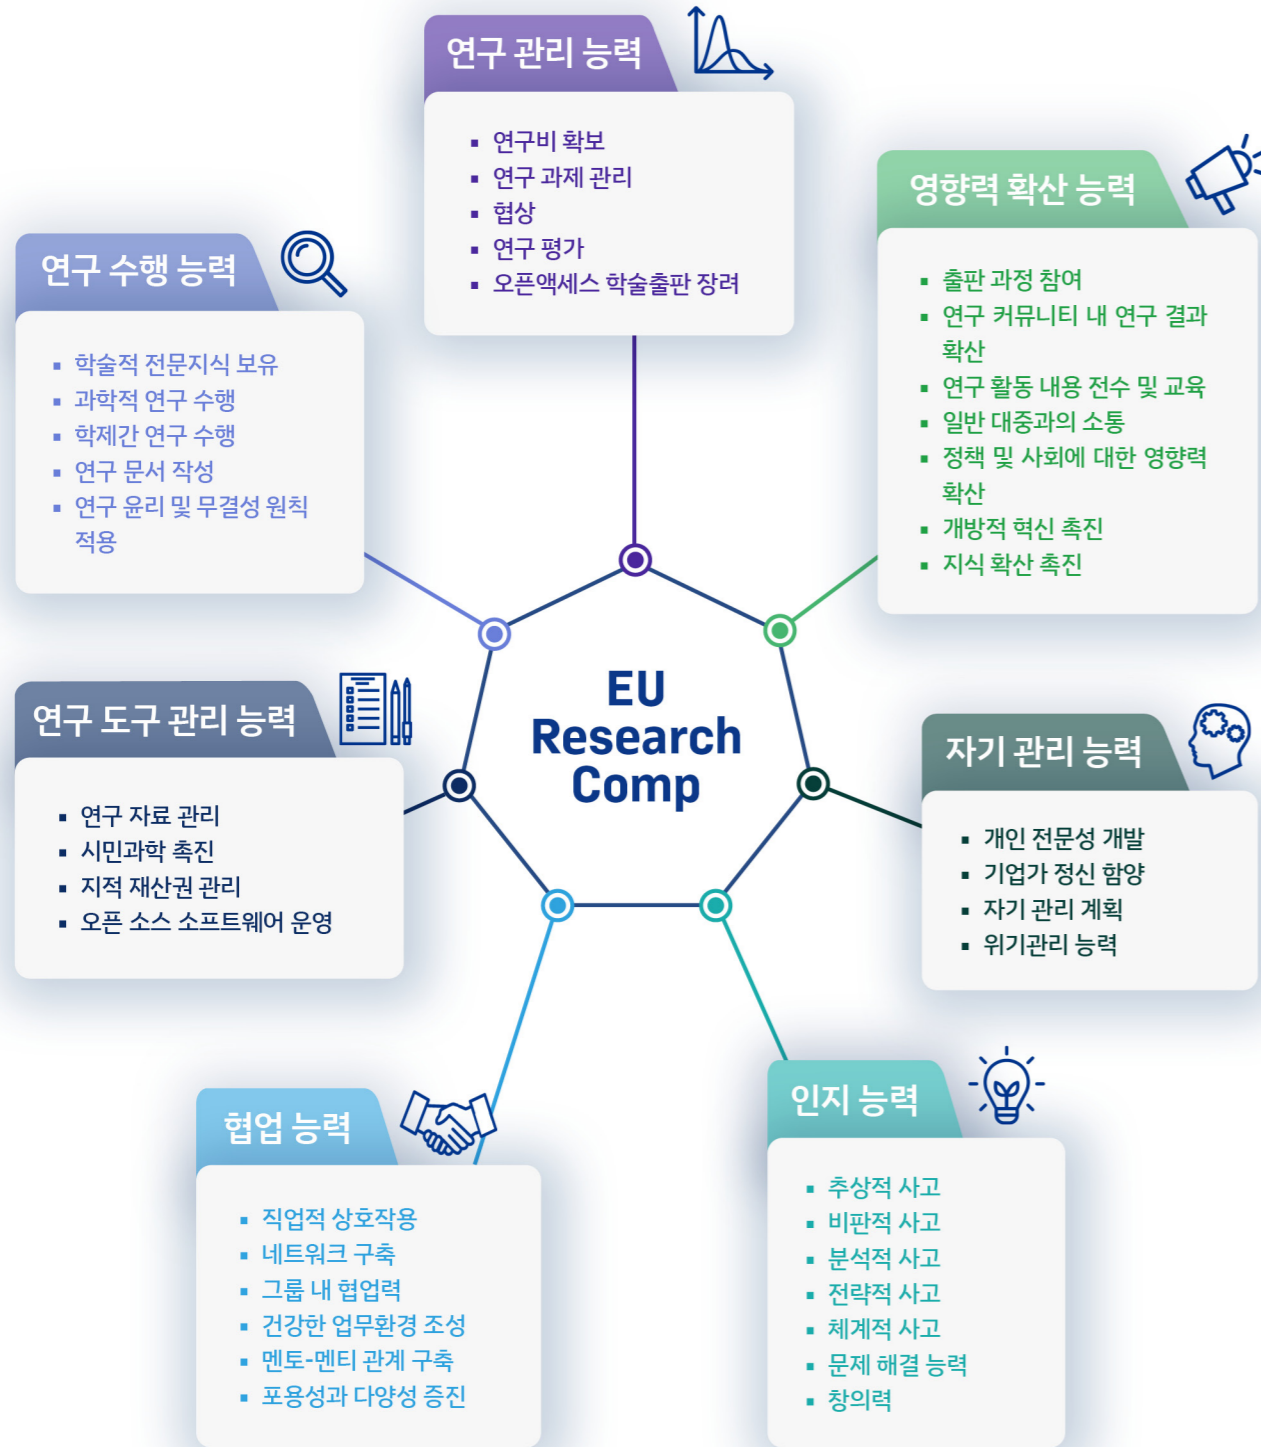 연구 관리 능력
▪ 연구비 확보
▪ 연구 과제 관리
▪ 협상
▪ 연구 평가
▪ 오픈액세스 학술출판 장려
영향력 확산 능력
▪ 출판 과정 참여
▪ 연구 커뮤니티 내 연구 결과
확산
▪ 연구 활동 내용 전수 및 교육
▪ 일반 대중과의 소통
▪ 정책 및 사회에 대한 영향력
확산
▪ 개방적 혁신 촉진
▪ 지식 확산 촉진
연구 수행 능력
▪ 학술적 전문지식 보유
▪ 과학적 연구 수행
▪ 학제간 연구 수행
▪ 연구 문서 작성
▪ 연구 윤리 및 무결성 원칙
적용
EU
Research
Comp
연구 도구 관리 능력
▪ 연구 자료 관리
▪ 시민과학 촉진
▪ 지적 재산권 관리
▪ 오픈 소스 소프트웨어 운영
자기 관리 능력
▪ 개인 전문성 개발
▪ 기업가 정신 함양
▪ 자기 관리 계획
▪ 위기관리 능력
협업 능력
▪ 직업적 상호작용
▪ 네트워크 구축
▪ 그룹 내 협업력
▪ 건강한 업무환경 조성
▪ 멘토-멘티 관계 구축
▪ 포용성과 다양성 증진
인지 능력
▪ 추상적 사고
▪ 비판적 사고
▪ 분석적 사고
▪ 전략적 사고
▪ 체계적 사고
▪ 문제 해결 능력
▪ 창의력